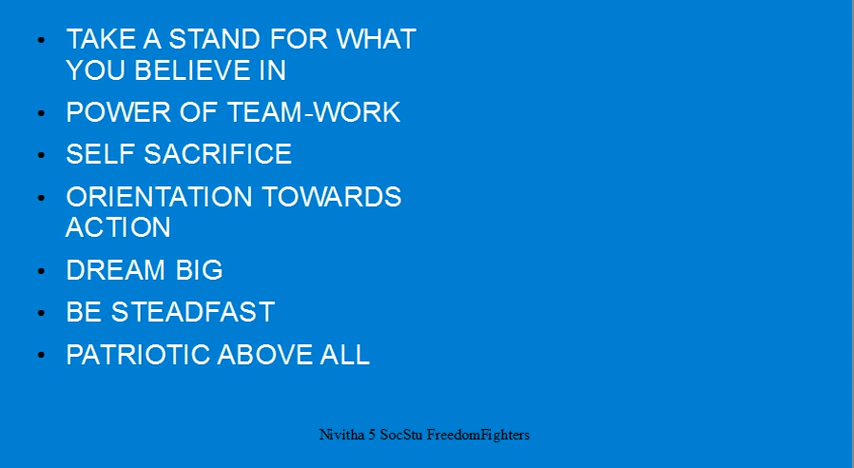 • TAKE A STAND FOR WHAT
YOU BELIEVE IN
• POWER OF TEAM-WORK
• SELF SACRIFICE
• ORIENTATION TOWARDS
ACTION
• DREAM BIG
• BE STEADFAST
• PATRIOTIC ABOVE ALL
Nivitha 5 SocStu FreedomFighters